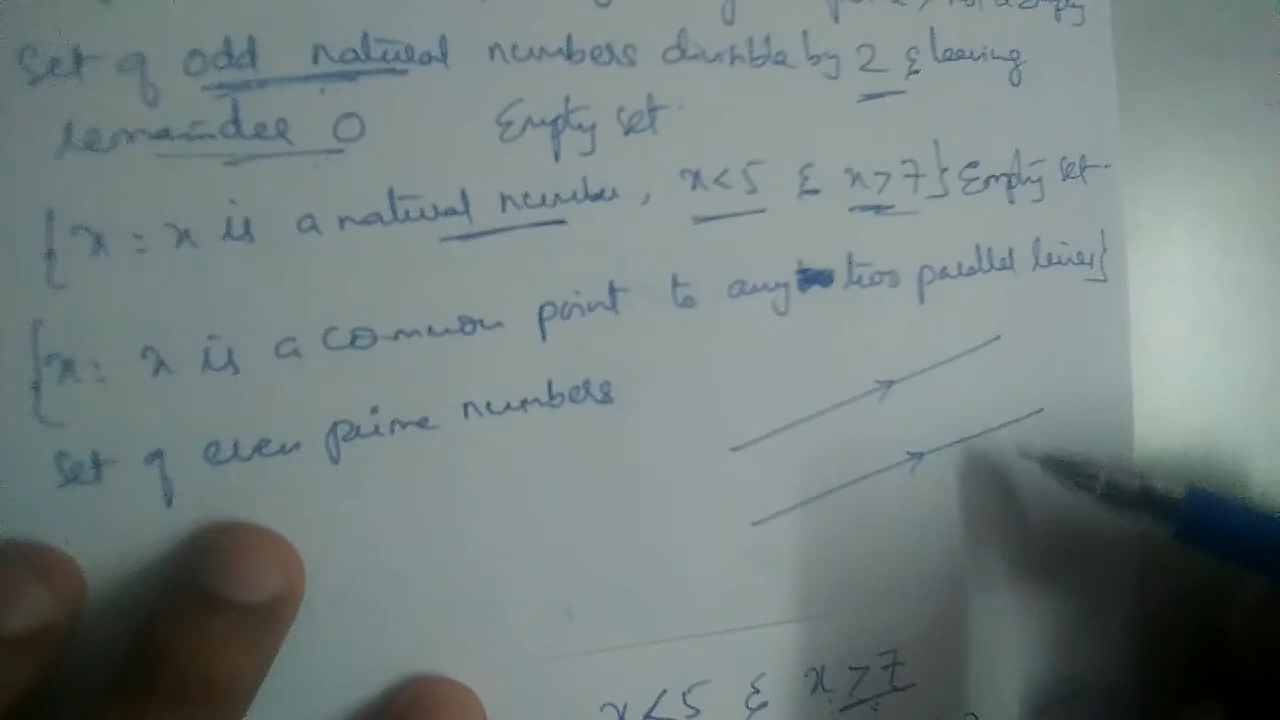 Set of odd natural numbers divisible by 2 & leaving
remainder 0 Empty set.
{x : x is a natural number, x<5 & x>7} Empty set.
{x : x is a common point to any two parallel lines}
Set of even prime numbers
x<5 & x>7